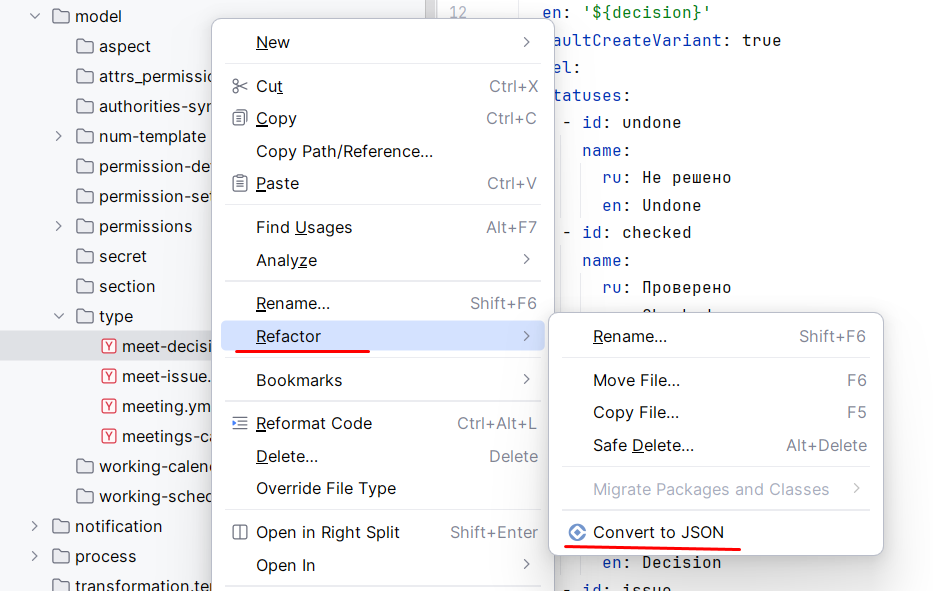 model
aspect
attrs_permissio
authorities-syn
num-template
permission-de
permission-set
permissions
secret
section
type
meet-decisi
meet-issue.
meeting.ym
meetings-ca
working-calen
working-sched
notification
process
transformation.te
New
Cut Ctrl+X
Copy Ctrl+C
Copy Path/Reference...
Paste Ctrl+V
Find Usages Alt+F7
Analyze
Rename... Shift+F6
Refactor
Bookmarks
Reformat Code Ctrl+Alt+L
Delete... Delete
Override File Type
Open in Right Split Shift+Enter
Open In
12 en: '${decision}'
aultCreateVariant: true
el:
tatuses:
- id: undone
name:
ru: Не решено
en: Undone
- id: checked
name:
ru: Проверено
Rename... Shift+F6
Move File... F6
Copy File... F5
Safe Delete... Alt+Delete
Migrate Packages and Classes
Convert to JSON
en: Decision
- id: issue